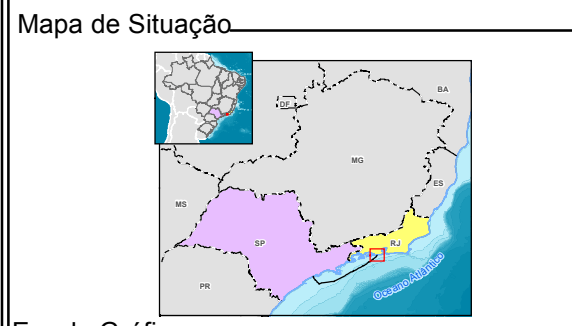 Mapa de Situação
BA
DF
MG
ES
MS
SP
RJ
PR
Oceano Atlântico